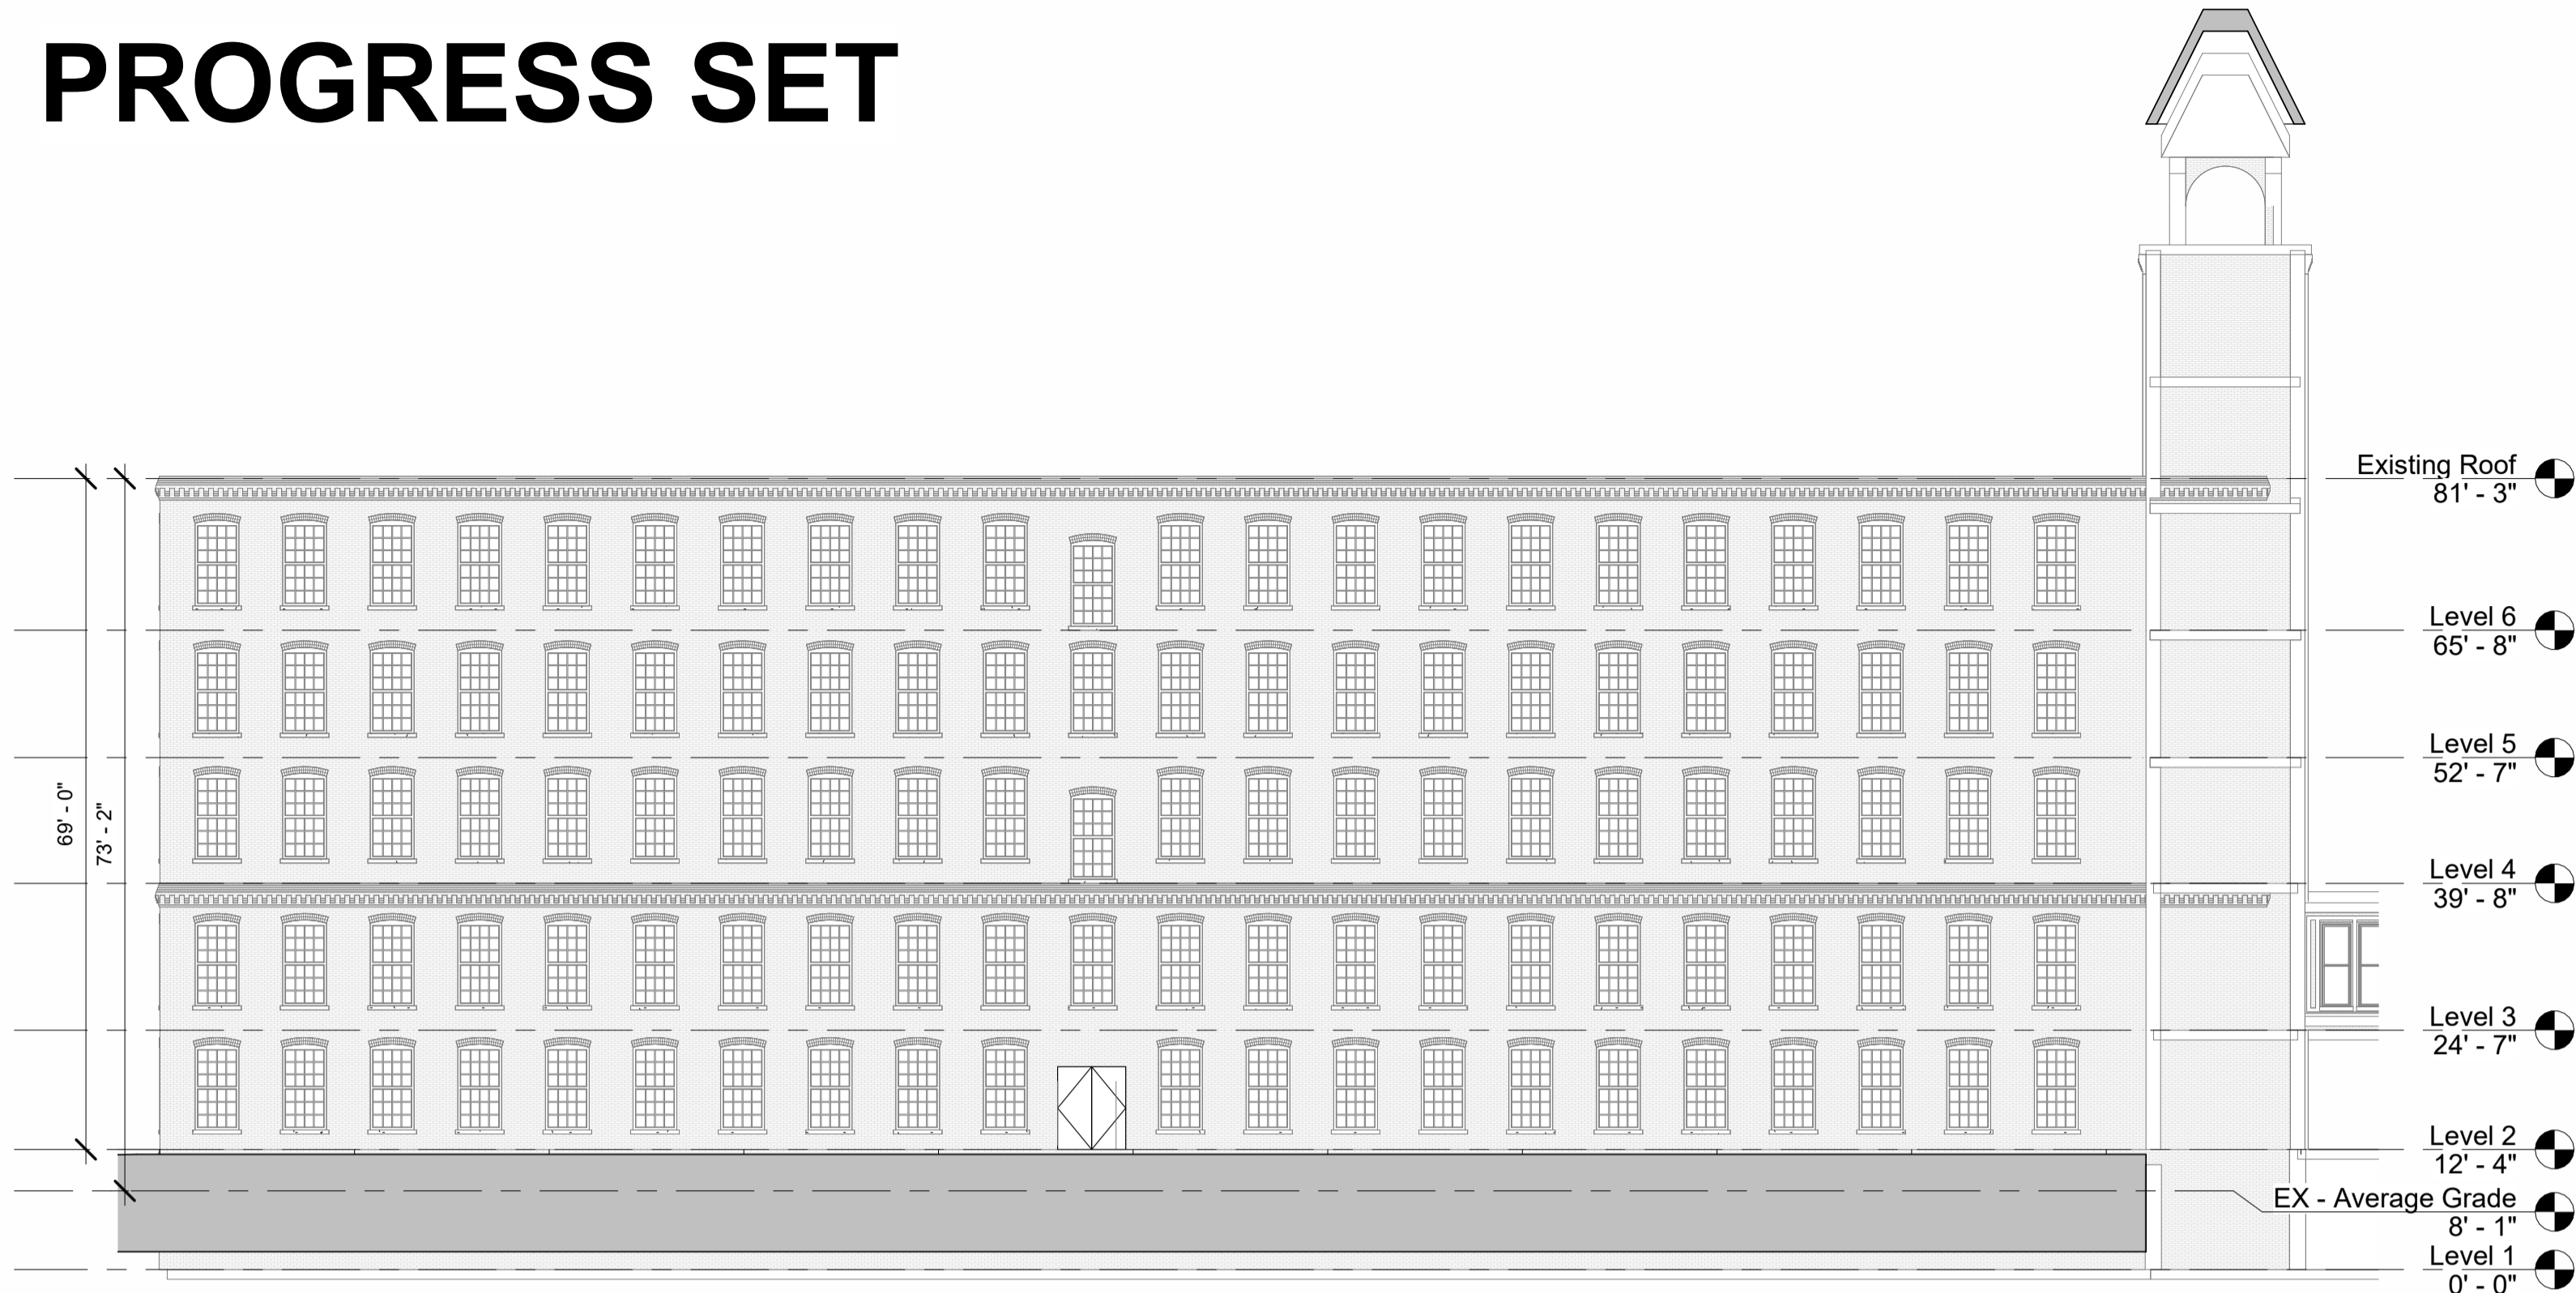 PROGRESS SET
Existing Roof
81' - 3"
Level 6
65' - 8"
Level 5
52' - 7"
69' - 0"
73' - 2"
Level 4
39' - 8"
Level 3
24' - 7"
Level 2
12' - 4"
EX - Average Grade
8' - 1"
Level 1
0' - 0"